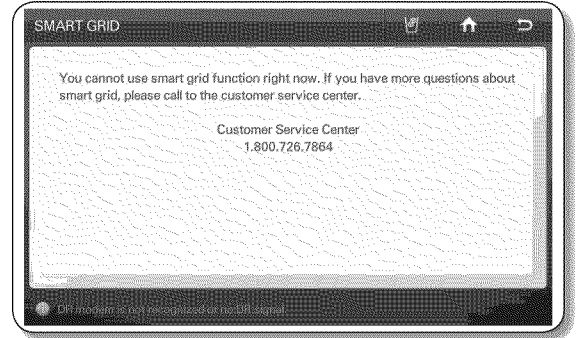 SMART GRID
You cannot use smart grid function right now. If you have more questions about
smart grid, please call to the customer service center.
Customer Service Center
1.800.726.7864
DR modem is not recognized or no DR signal.